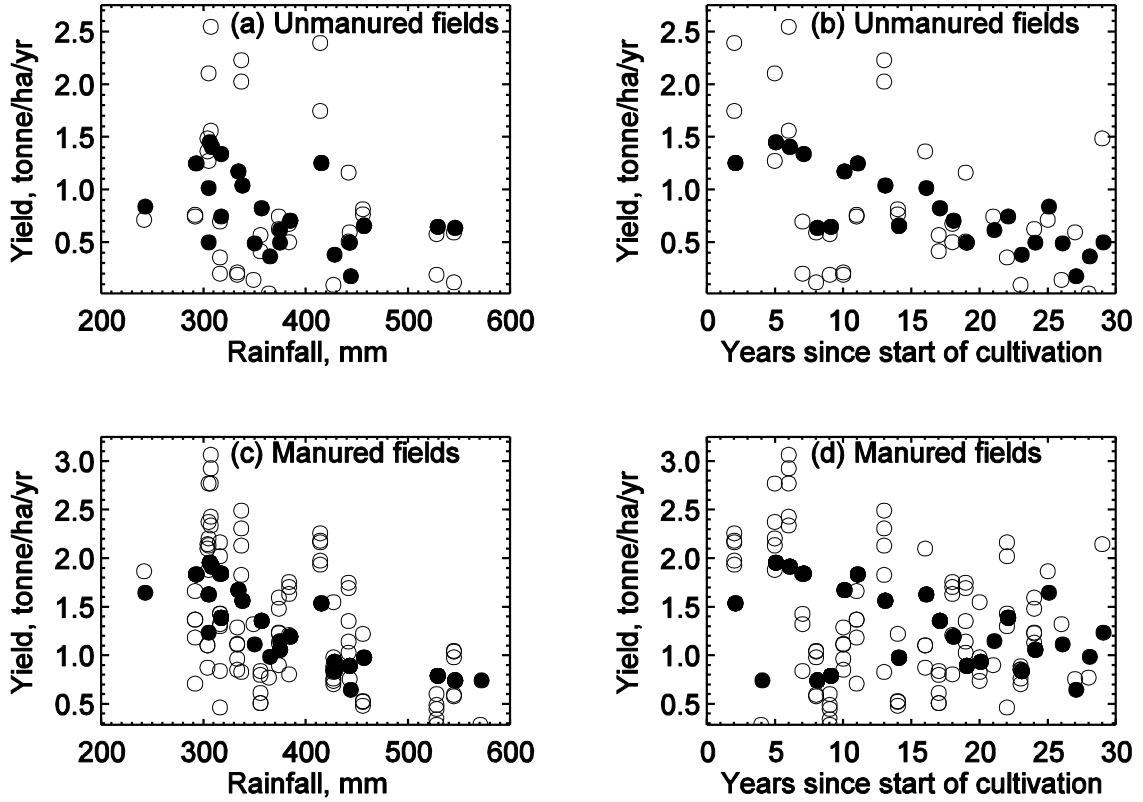 (a) Unmanured fields
Yield, tonne/ha/yr
2.5
2.0
1.5
1.0
0.5
200 300 400 500 600
Rainfall, mm
(b) Unmanured fields
Yield, tonne/ha/yr
2.5
2.0
1.5
1.0
0.5
0 5 10 15 20 25 30
Years since start of cultivation
(c) Manured fields
Yield, tonne/ha/yr
3.0
2.5
2.0
1.5
1.0
0.5
200 300 400 500 600
Rainfall, mm
(d) Manured fields
Yield, tonne/ha/yr
3.0
2.5
2.0
1.5
1.0
0.5
0 5 10 15 20 25 30
Years since start of cultivation